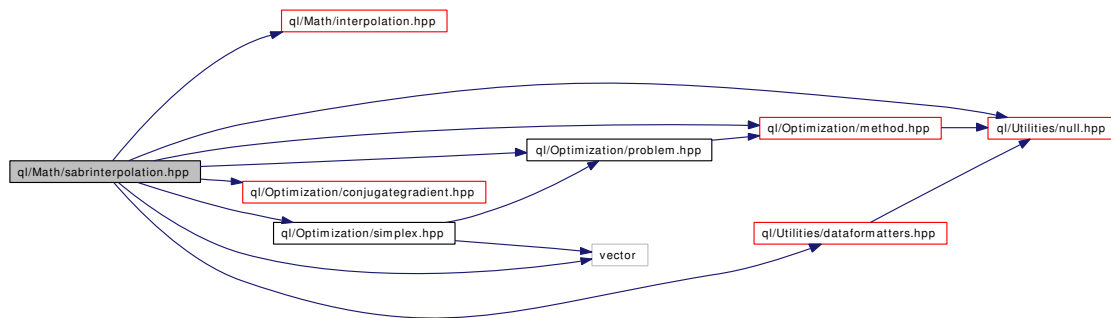 ql/Math/interpolation.hpp
ql/Optimization/method.hpp
ql/Utilities/null.hpp
ql/Optimization/problem.hpp
ql/Math/sabrinterpolation.hpp
ql/Optimization/conjugategradient.hpp
ql/Optimization/simplex.hpp
ql/Utilities/dataformatters.hpp
vector